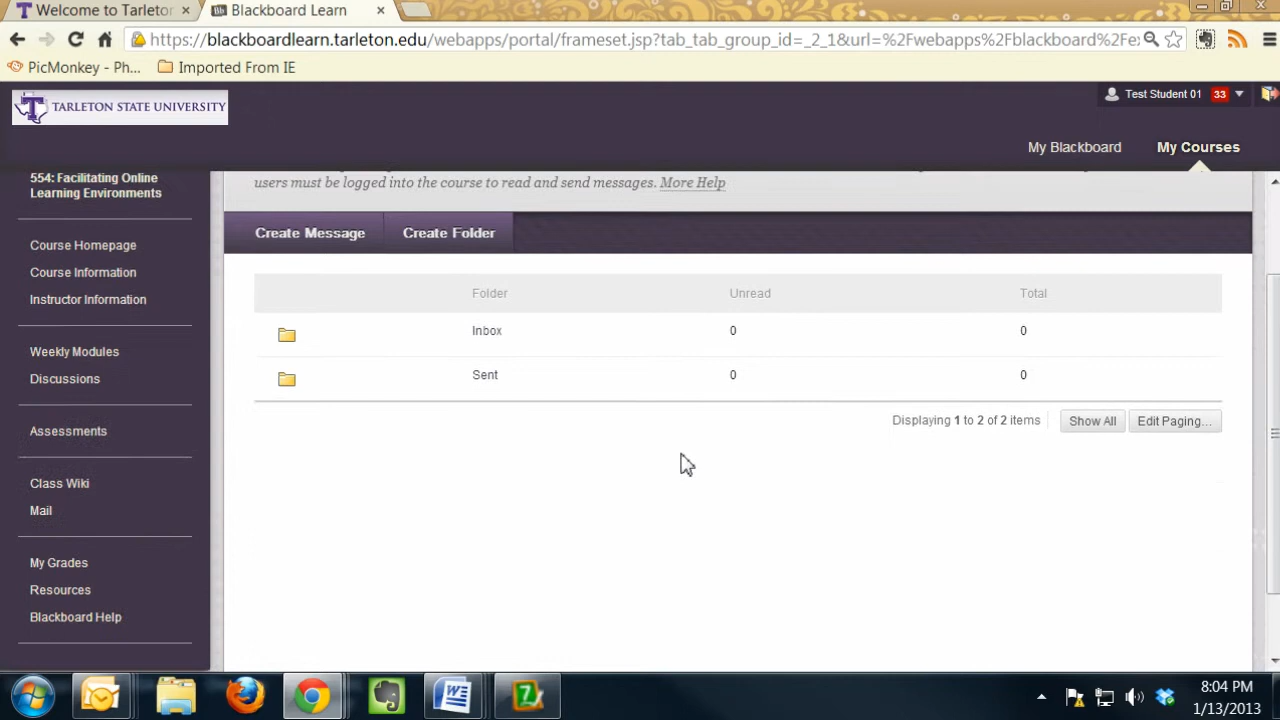 Welcome to Tarleton
Blackboard Learn
https://blackboardlearn.tarleton.edu/webapps/portal/frameset.jsp?tab_tab_group_id=_2_1&url=%2Fwebapps%2Fblackboard%2Fe
PicMonkey - Ph...
Imported From IE
TARLETON STATE UNIVERSITY
Test Student 01 33
My Blackboard
My Courses
554: Facilitating Online
Learning Environments
Course Homepage
Course Information
Instructor Information
Weekly Modules
Discussions
Assessments
Class Wiki
Mail
My Grades
Resources
Blackboard Help
users must be logged into the course to read and send messages. More Help
Create Message
Create Folder
Folder Unread Total
Inbox 0 0
Sent 0 0
Displaying 1 to 2 of 2 items Show All Edit Paging...
8:04 PM
1/13/2013